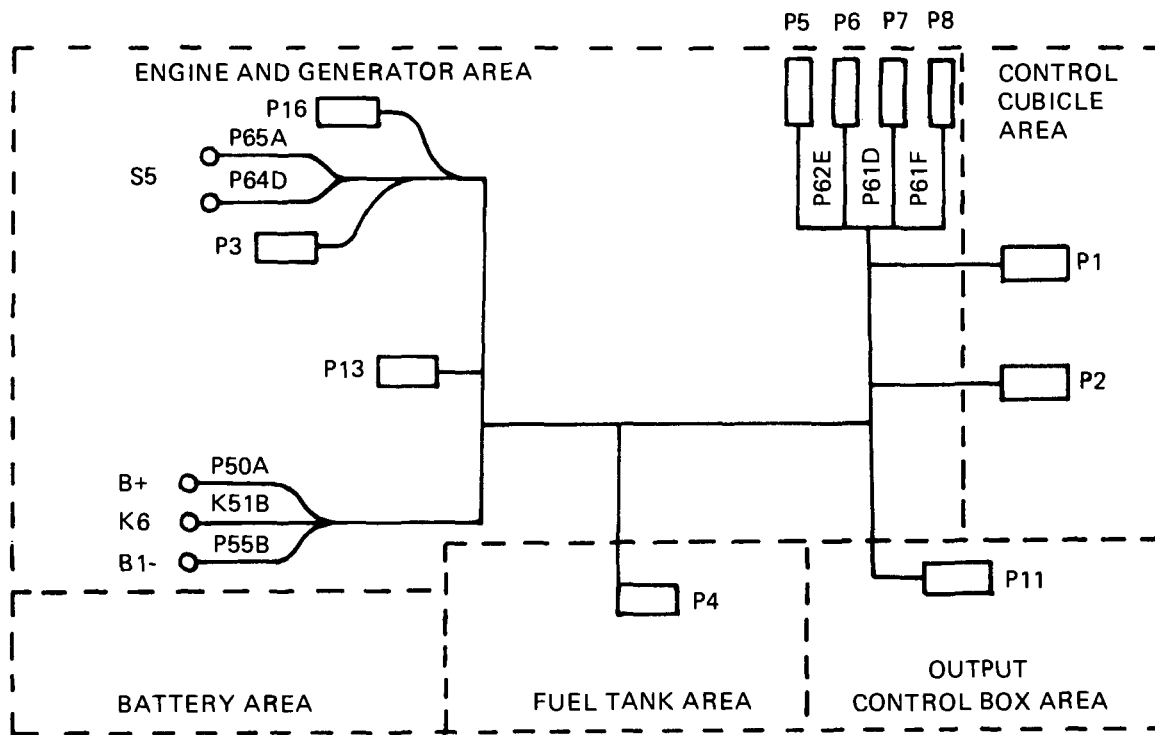 P5 P6 P7 P8
ENGINE AND GENERATOR AREA
CONTROL
CUBICLE
AREA
P16
P65A
S5
P64D
P62E
P61D
P61F
P3
P1
P13
P2
P50A
B+
K51B
K6
P55B
B1-
P4
P11
BATTERY AREA
FUEL TANK AREA
OUTPUT
CONTROL BOX AREA